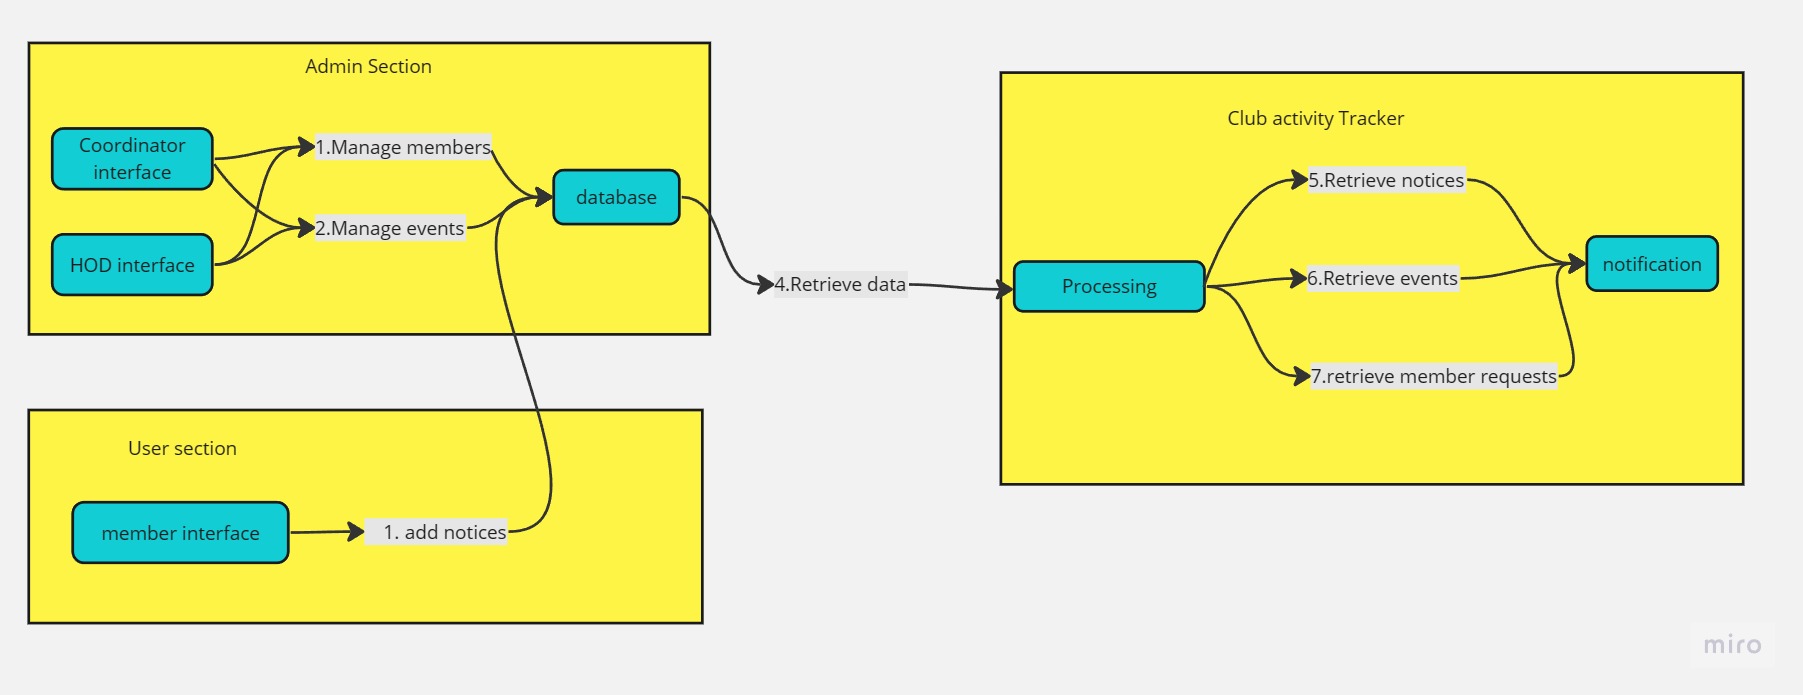 Admin Section
Coordinator
interface
HOD interface
1.Manage members
2.Manage events
database
4.Retrieve data
Club activity Tracker
Processing
5.Retrieve notices
6.Retrieve events
7.retrieve member requests
notification
User section
member interface
1. add notices
miro